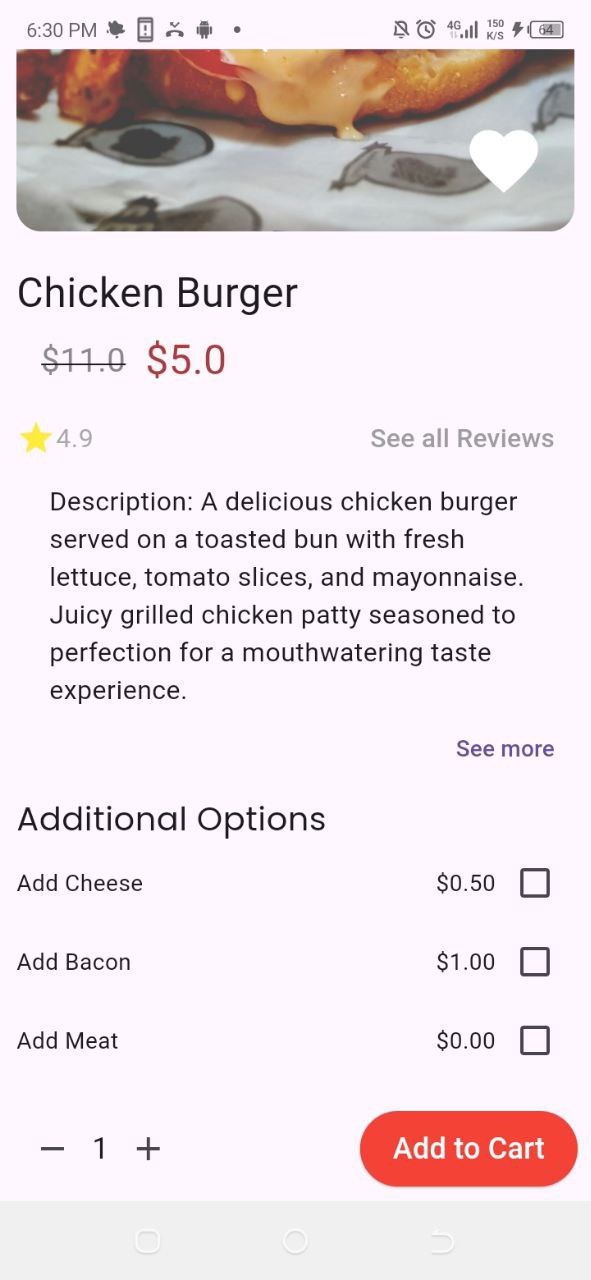 6:30 PM
4G 150 K/S 64
Chicken Burger
$11.0 $5.0
4.9 See all Reviews
Description: A delicious chicken burger
served on a toasted bun with fresh
lettuce, tomato slices, and mayonnaise.
Juicy grilled chicken patty seasoned to
perfection for a mouthwatering taste
experience.
See more
Additional Options
Add Cheese $0.50
Add Bacon $1.00
Add Meat $0.00
1 Add to Cart